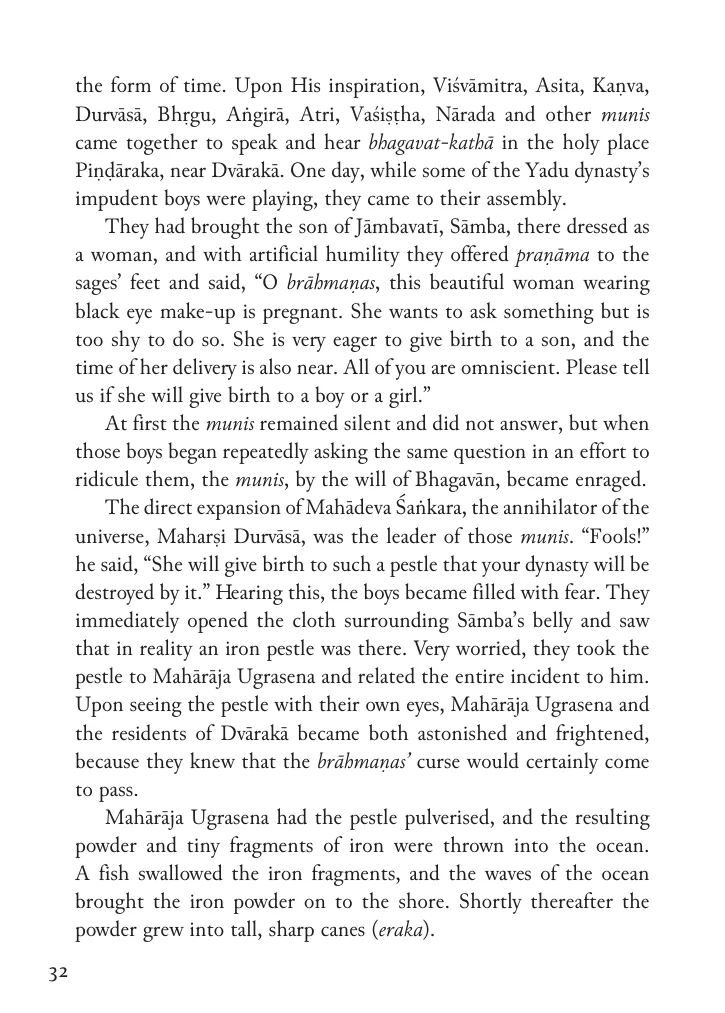 the form of time. Upon His inspiration, Viśvāmitra, Asita, Kaṇva,
Durvāsā, Bhṛgu, Aṅgirā, Atri, Vaśiṣṭha, Nārada and other munis
came together to speak and hear bhagavat-kathā in the holy place
Piṇḍāraka, near Dvārakā. One day, while some of the Yadu dynasty’s
impudent boys were playing, they came to their assembly.
They had brought the son of Jāmbavatī, Sāmba, there dressed as
a woman, and with artificial humility they offered praṇāma to the
sages’ feet and said, “O brāhmaṇas, this beautiful woman wearing
black eye make-up is pregnant. She wants to ask something but is
too shy to do so. She is very eager to give birth to a son, and the
time of her delivery is also near. All of you are omniscient. Please tell
us if she will give birth to a boy or a girl.”
At first the munis remained silent and did not answer, but when
those boys began repeatedly asking the same question in an effort to
ridicule them, the munis, by the will of Bhagavān, became enraged.
The direct expansion of Mahādeva Śaṅkara, the annihilator of the
universe, Maharṣi Durvāsā, was the leader of those munis. “Fools!”
he said, “She will give birth to such a pestle that your dynasty will be
destroyed by it.” Hearing this, the boys became filled with fear. They
immediately opened the cloth surrounding Sāmba’s belly and saw
that in reality an iron pestle was there. Very worried, they took the
pestle to Mahārāja Ugrasena and related the entire incident to him.
Upon seeing the pestle with their own eyes, Mahārāja Ugrasena and
the residents of Dvārakā became both astonished and frightened,
because they knew that the brāhmaṇas’ curse would certainly come
to pass.
Mahārāja Ugrasena had the pestle pulverised, and the resulting
powder and tiny fragments of iron were thrown into the ocean.
A fish swallowed the iron fragments, and the waves of the ocean
brought the iron powder on to the shore. Shortly thereafter the
powder grew into tall, sharp canes (eraka).
32